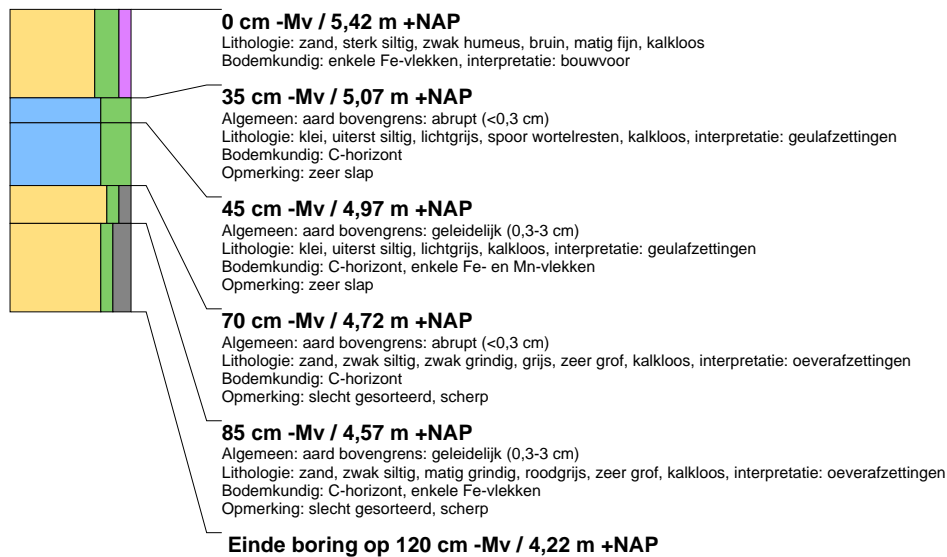 0 cm -Mv / 5,42 m +NAP
Lithologie: zand, sterk siltig, zwak humeus, bruin, matig fijn, kalkloos
Bodemkundig: enkele Fe-vlekken, interpretatie: bouwvoor
35 cm -Mv / 5,07 m +NAP
Algemeen: aard bovengrens: abrupt (<0,3 cm)
Lithologie: klei, uiterst siltig, lichtgrijs, spoor wortelresten, kalkloos, interpretatie: geulafzettingen
Bodemkundig: C-horizont
Opmerking: zeer slap
45 cm -Mv / 4,97 m +NAP
Algemeen: aard bovengrens: geleidelijk (0,3-3 cm)
Lithologie: klei, uiterst siltig, lichtgrijs, kalkloos, interpretatie: geulafzettingen
Bodemkundig: C-horizont, enkele Fe- en Mn-vlekken
Opmerking: zeer slap
70 cm -Mv / 4,72 m +NAP
Algemeen: aard bovengrens: abrupt (<0,3 cm)
Lithologie: zand, zwak siltig, zwak grindig, grijs, zeer grof, kalkloos, interpretatie: oeverafzettingen
Bodemkundig: C-horizont
Opmerking: slecht gesorteerd, scherp
85 cm -Mv / 4,57 m +NAP
Algemeen: aard bovengrens: geleidelijk (0,3-3 cm)
Lithologie: zand, zwak siltig, matig grindig, roodgrijs, zeer grof, kalkloos, interpretatie: oeverafzettingen
Bodemkundig: C-horizont, enkele Fe-vlekken
Opmerking: slecht gesorteerd, scherp
Einde boring op 120 cm -Mv / 4,22 m +NAP